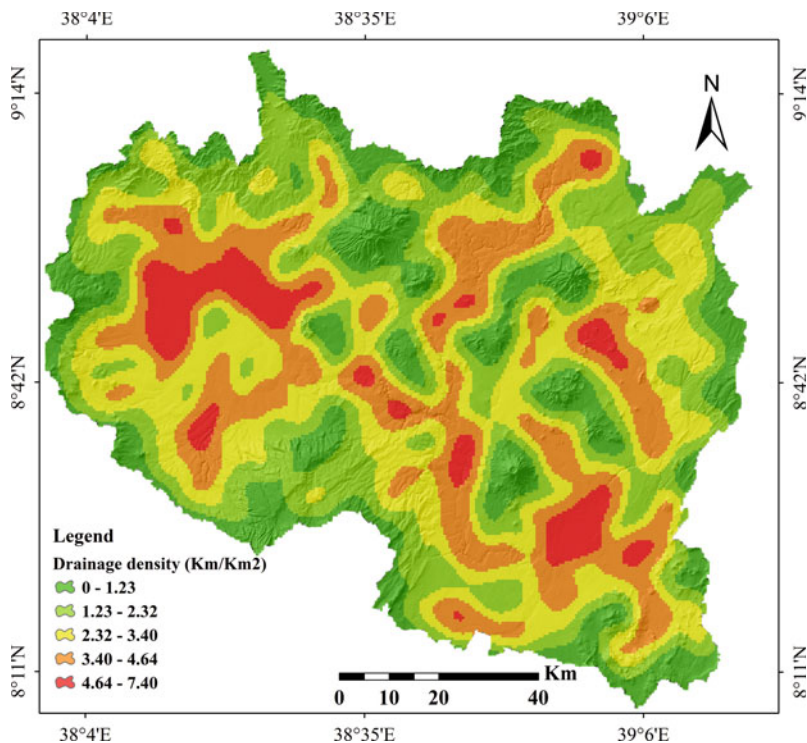 38°4'E 38°35'E 39°6'E
9°14'N 9°14'N
N
8°42'N 8°42'N
Legend
Drainage density (Km/Km2)
0 - 1.23
1.23 - 2.32
2.32 - 3.40
3.40 - 4.64
4.64 - 7.40
Km
0 10 20 40
8°11'N 8°11'N
38°4'E 38°35'E 39°6'E